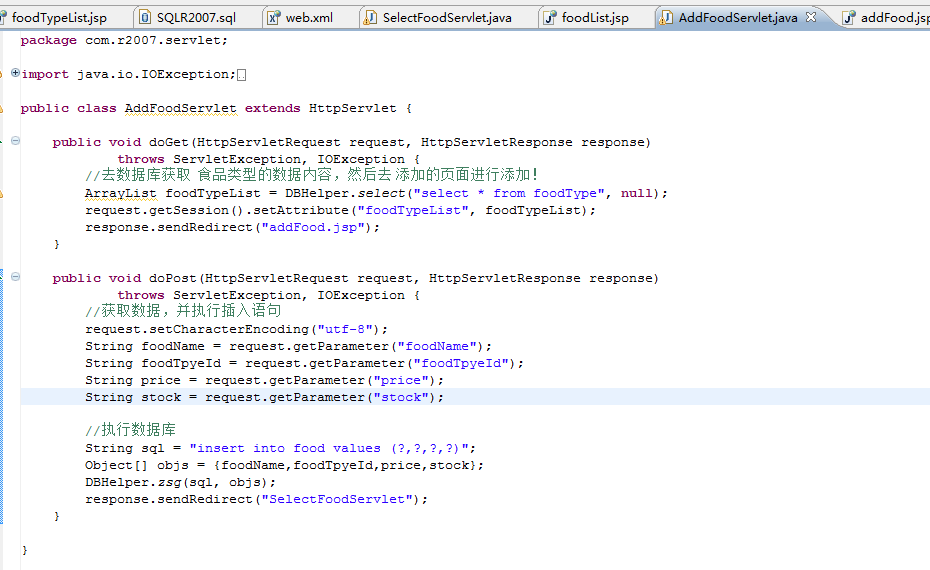 foodTypeList.jsp SQLR2007.sql web.xml SelectFoodServlet.java foodList.jsp AddFoodServlet.java addFood.jsp
package com.r2007.servlet;
import java.io.IOException;
public class AddFoodServlet extends HttpServlet {
public void doGet(HttpServletRequest request, HttpServletResponse response)
throws ServletException, IOException {
//去数据库获取 食品类型的数据内容，然后去 添加的页面进行添加！
ArrayList foodTypeList = DBHelper.select("select * from foodType", null);
request.getSession().setAttribute("foodTypeList", foodTypeList);
response.sendRedirect("addFood.jsp");
}
public void doPost(HttpServletRequest request, HttpServletResponse response)
throws ServletException, IOException {
//获取数据，并执行插入语句
request.setCharacterEncoding("utf-8");
String foodName = request.getParameter("foodName");
String foodTpyeId = request.getParameter("foodTpyeId");
String price = request.getParameter("price");
String stock = request.getParameter("stock");
//执行数据库
String sql = "insert into food values (?,?,?,?)";
Object[] objs = {foodName,foodTpyeId,price,stock};
DBHelper.zsg(sql, objs);
response.sendRedirect("SelectFoodServlet");
}
}